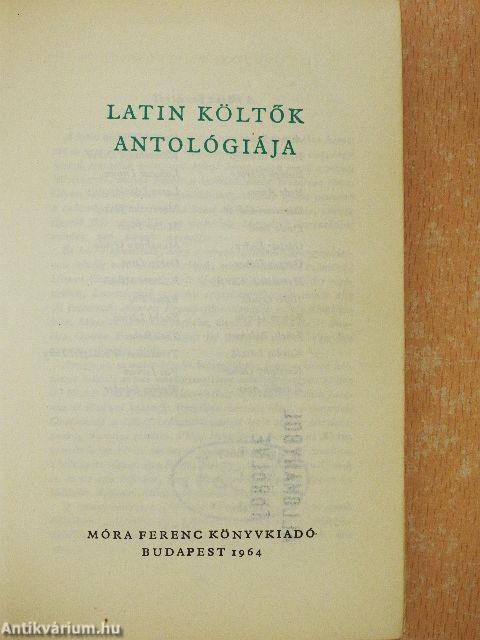 LATIN KÖLTŐK
ANTOLÓGIÁJA
MÓRA FERENC KÖNYVKIADÓ
BUDAPEST 1964
Antikvárium.hu